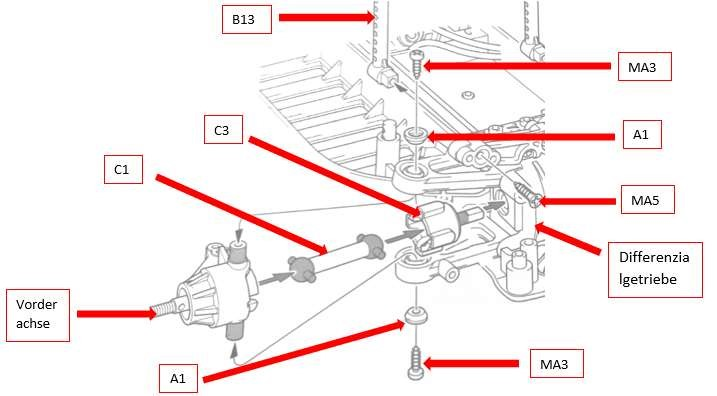 B13
MA3
C3
A1
C1
MA5
Differenzia
lgetriebe
Vorder
achse
A1
MA3